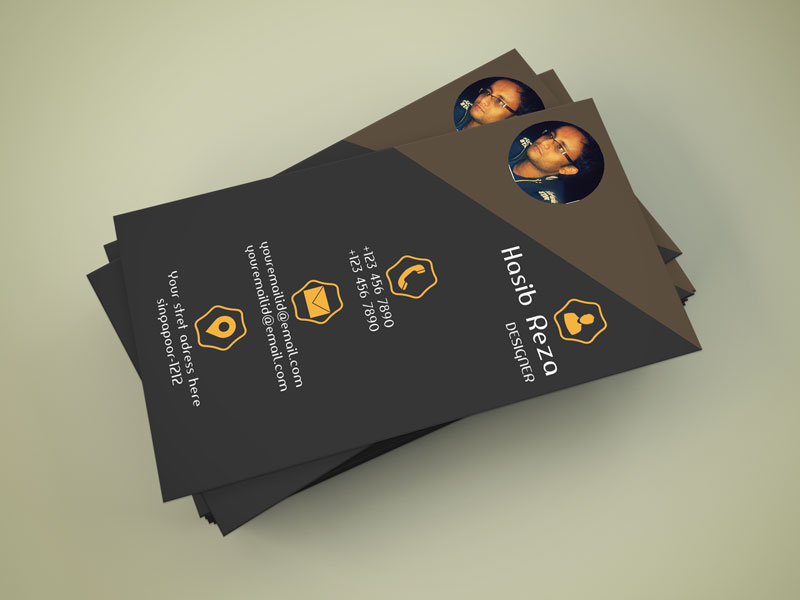 Hasib Reza
DESIGNER
+123 456 7890
+123 456 7890
youremailid@email.com
youremailid@email.com
Your stret adress here
singapoor-1212